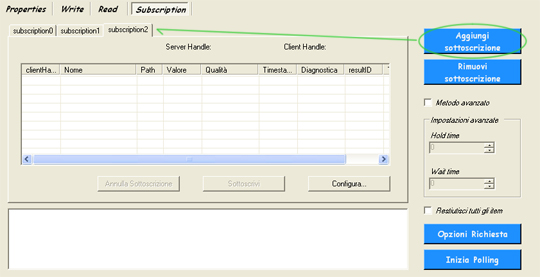 Properties Write Read Subscription
subscription0 subscription1 subscription2
Server Handle: Client Handle:
clientHa... Nome Path Valore Qualità Timesta... Diagnostica resultID
Annulla Sottoscrizione Sottoscrivi Configura...
Aggiungi
sottoscrizione
Rimuovi
sottoscrizione
Metodo avanzato
Impostazioni avanzate
Hold time
0
Wait time
0
Restituisci tutti gli item
Opzioni Richiesta
Inizia Polling